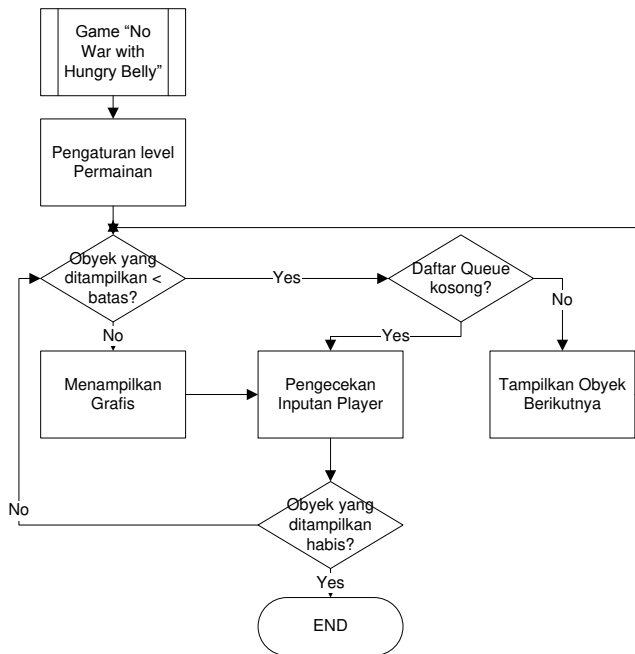 Game “No
War with
Hungry Belly”
Pengaturan level
Permainan
Obyek yang
ditampilkan <
batas?
Yes
Daftar Queue
kosong?
No
No
Yes
Menampilkan
Grafis
Pengecekan
Inputan Player
Tampilkan Obyek
Berikutnya
No
Obyek yang
ditampilkan
habis?
Yes
END